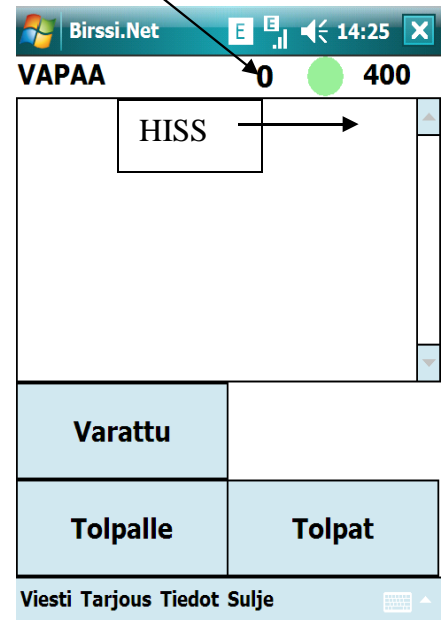 Birssi.Net E E 14:25
VAPAA 0 400
HISS
Varattu
Tolpalle Tolpat
Viesti Tarjous Tiedot Sulje